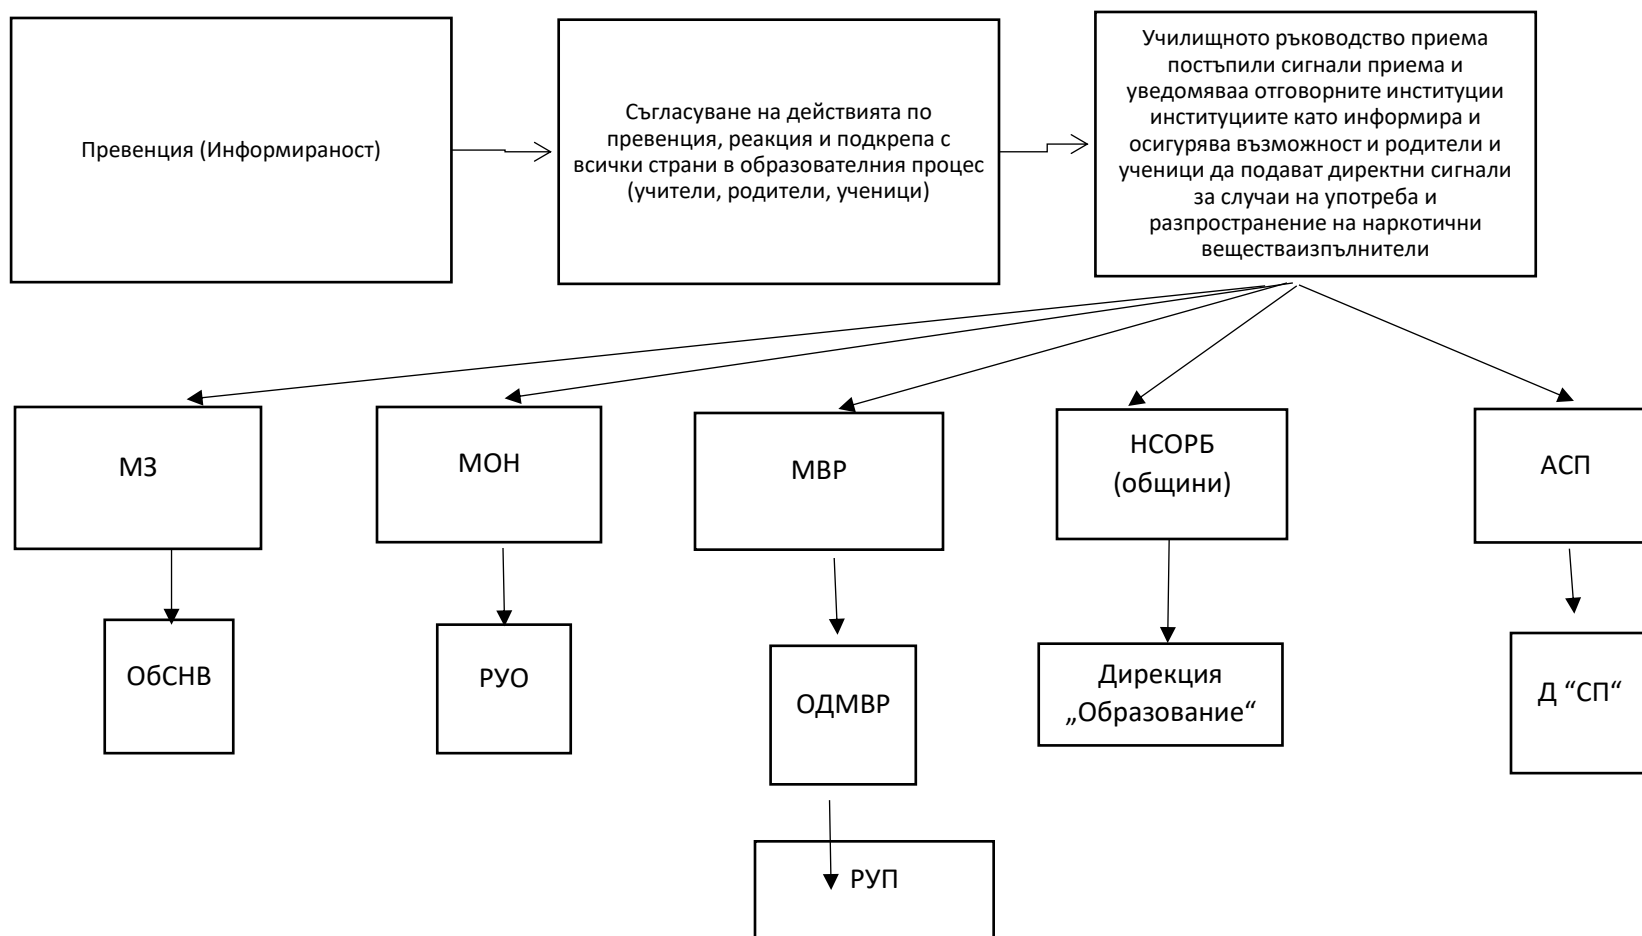 Превенция (Информираност)
Съгласуване на действията по
превенция, реакция и подкрепа с
всички страни в образователния процес
(учители, родители, ученици)
Училищното ръководство приема
постъпили сигнали приема и
уведомяваа отговорните институции
институциите като информира и
осигурява възможност и родители и
ученици да подават директни сигнали
за случаи на употреба и
разпространение на наркотични
веществаизпълнители
МЗ
МОН
МВР
НСОРБ
(общини)
АСП
ОбСНВ
РУО
ОДМВР
Дирекция
„Образование“
Д “СП“
РУП